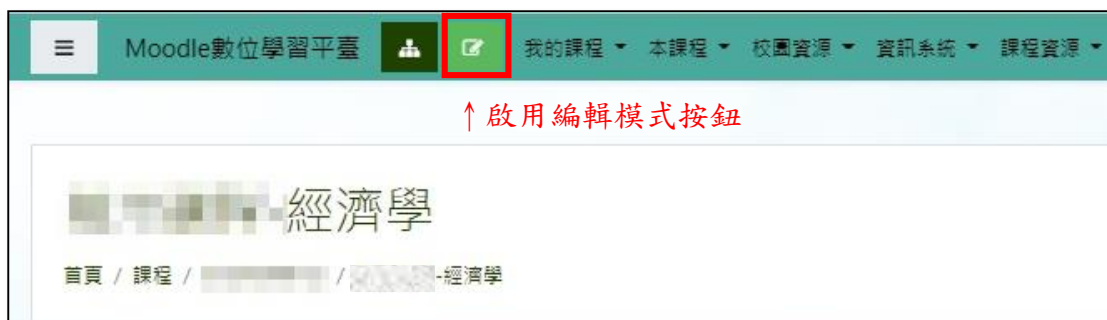 Moodle數位學習平臺 我的課程 本課程 校園資源 資訊系統 課程資源
↑啟用編輯模式按鈕
-經濟學
首頁 / 課程 / / -經濟學